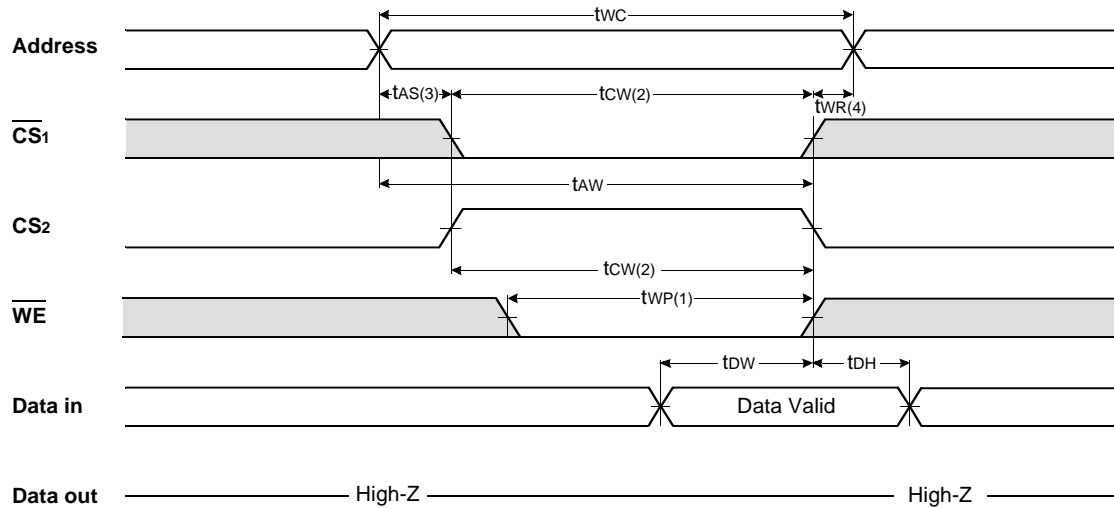 tWC
Address
tAS(3) tCW(2) tWR(4)
CS1
tAW
CS2
tCW(2)
tWP(1)
WE
tDW tDH
Data in Data Valid
Data out High-Z High-Z